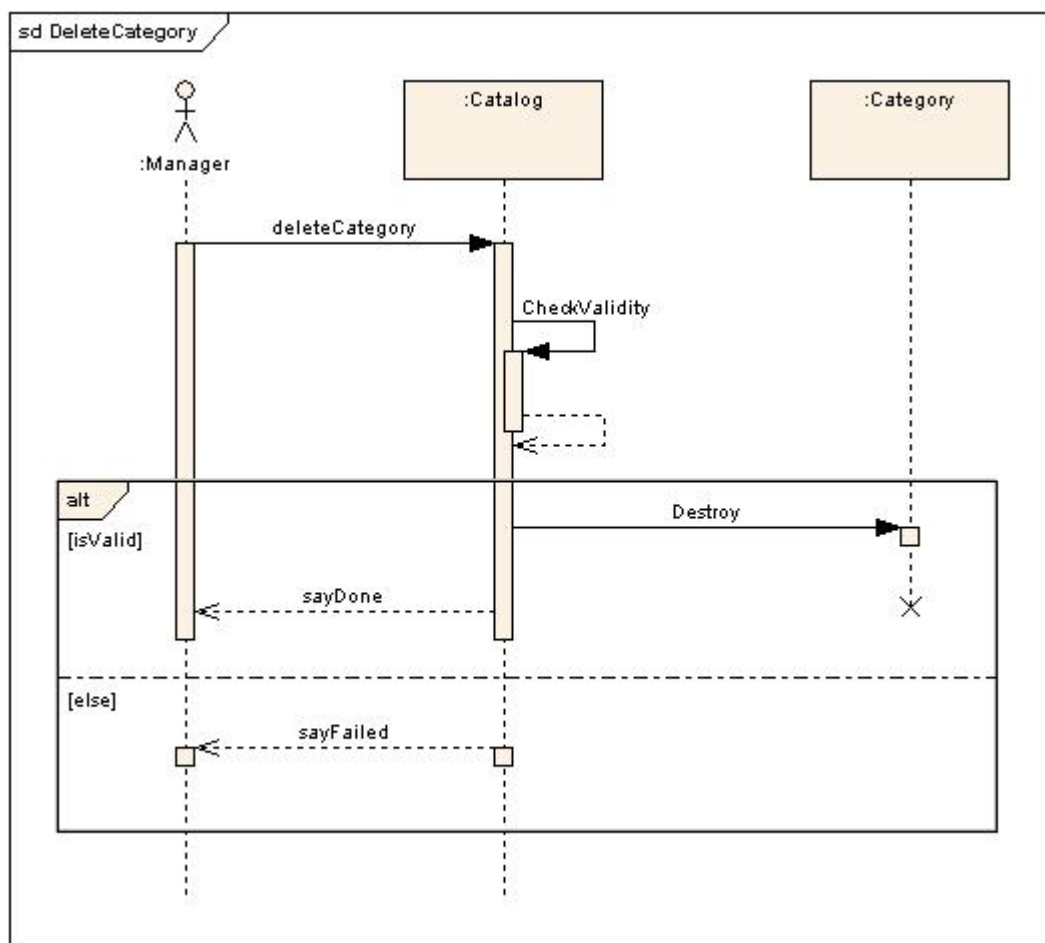 sd DeleteCategory
:Manager
:Catalog
:Category
deleteCategory
CheckValidity
alt
[isValid]
Destroy
sayDone
[else]
sayFailed